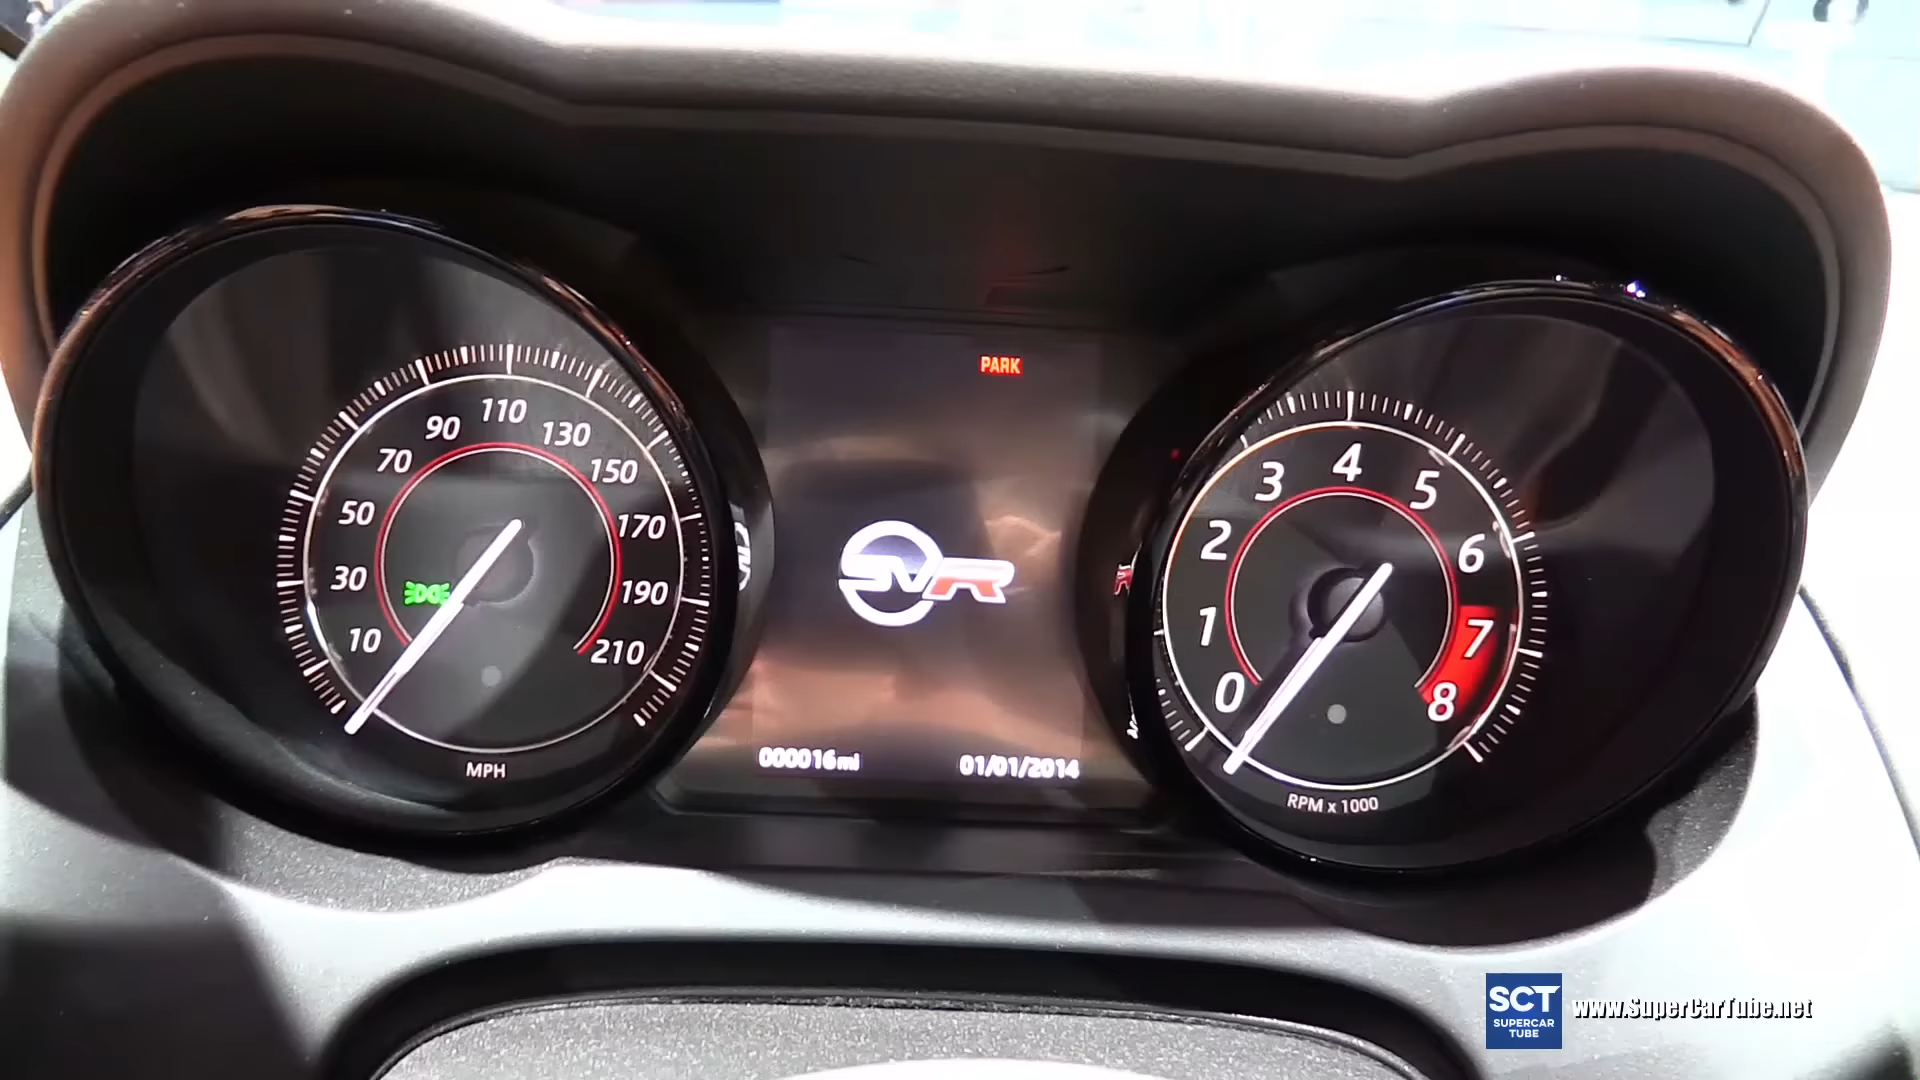 PARK
110
90
130
70
150
50
170
30
190
10
210
MPH
SVR
000016mi
01/01/2014
4
3
5
2
6
1
7
0
8
RPM x 1000
SCT
SUPERCAR
TUBE
www.SuperCarTube.net